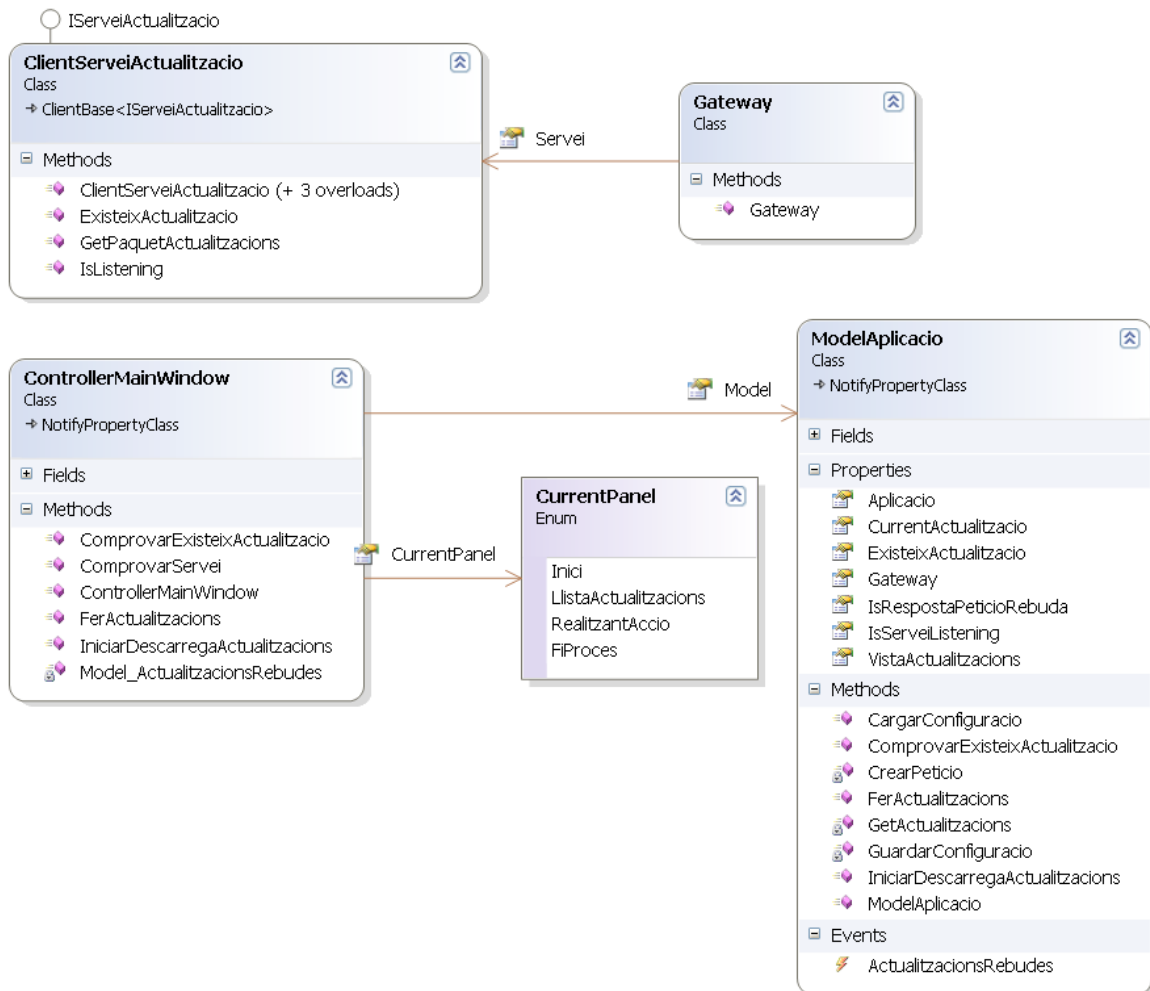 IServeiActualitzacio
ClientServeiActualitzacio
Class
ClientBase<IServeiActualitzacio>
Methods
ClientServeiActualitzacio (+ 3 overloads)
ExisteixActualitzacio
GetPaquetActualitzacions
IsListening
Servei
Gateway
Class
Methods
Gateway
ControllerMainWindow
Class
NotifyPropertyClass
Fields
Methods
ComprovarExisteixActualitzacio
ComprovarServei
ControllerMainWindow
FerActualitzacions
IniciarDescarregaActualitzacions
Model_ActualitzacionsRebudes
Model
CurrentPanel
CurrentPanel
Enum
Inici
LlistaActualitzacions
RealitzantAccio
FiProces
ModelAplicacio
Class
NotifyPropertyClass
Fields
Properties
Aplicacio
CurrentActualitzacio
ExisteixActualitzacio
Gateway
IsRespostaPeticioRebuda
IsServeiListening
VistaActualitzacions
Methods
CargarConfiguracio
ComprovarExisteixActualitzacio
CrearPeticio
FerActualitzacions
GetActualitzacions
GuardarConfiguracio
IniciarDescarregaActualitzacions
ModelAplicacio
Events
ActualitzacionsRebudes